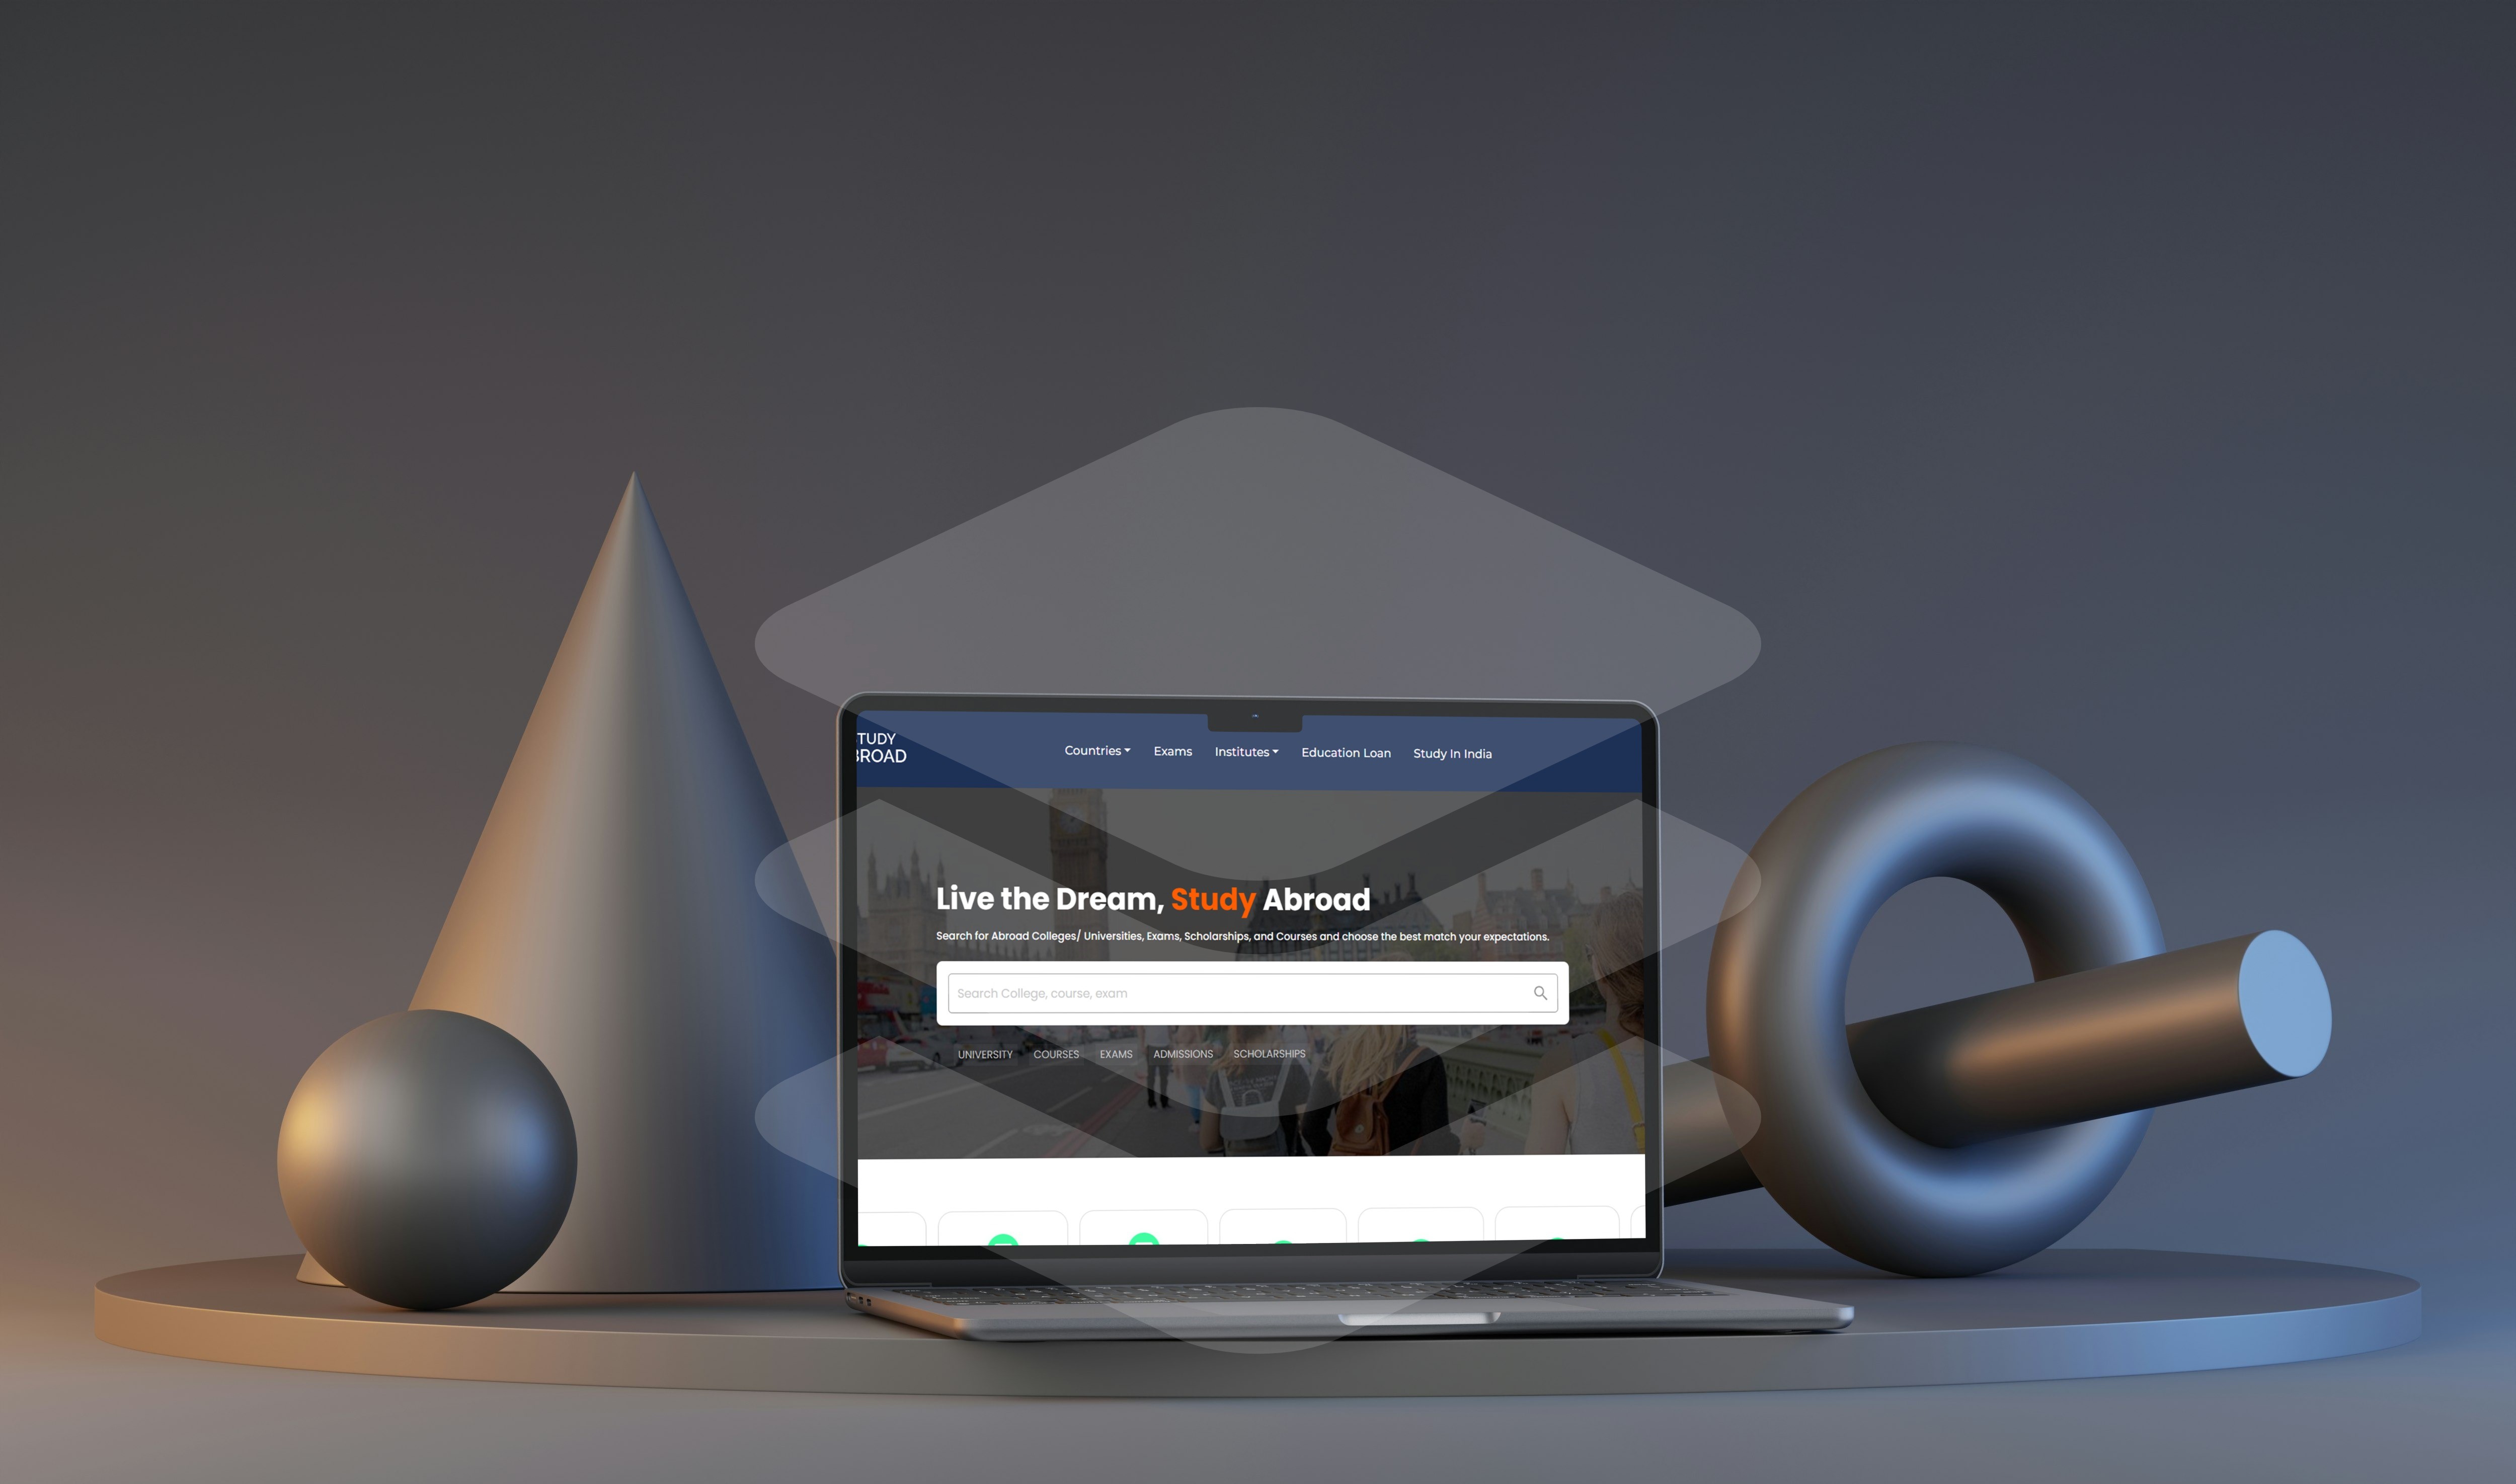 TUDY
BROAD
Countries Exams Institutes Education Loan Study In India
Live the Dream, Study Abroad
Search for Abroad Colleges/ Universities, Exams, Scholarships, and Courses and choose the best match your expectations.
Search College, course, exam
UNIVERSITY COURSES EXAMS ADMISSIONS SCHOLARSHIPS